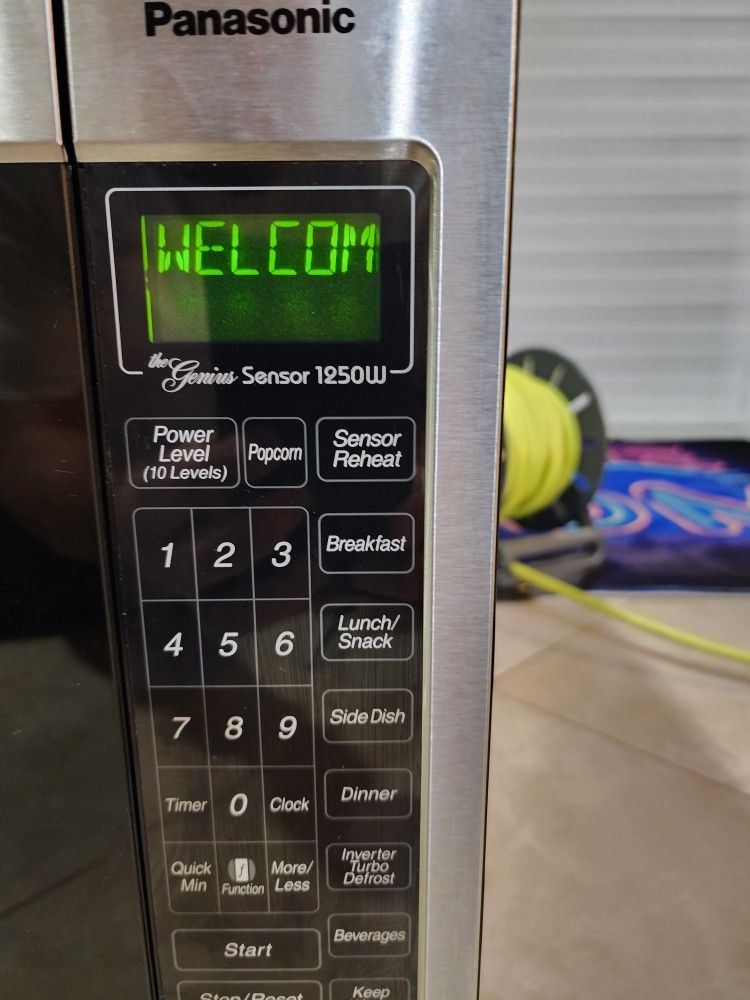 Panasonic
WELCOM
the Genius Sensor 1250W
Power
Level
(10 Levels)
Popcorn
Sensor
Reheat
1 2 3
Breakfast
4 5 6
Lunch/
Snack
7 8 9
Side Dish
Timer 0 Clock
Dinner
Quick
Min
Function
More/
Less
Inverter
Turbo
Defrost
Start
Beverages
Stop/Reset
Keep